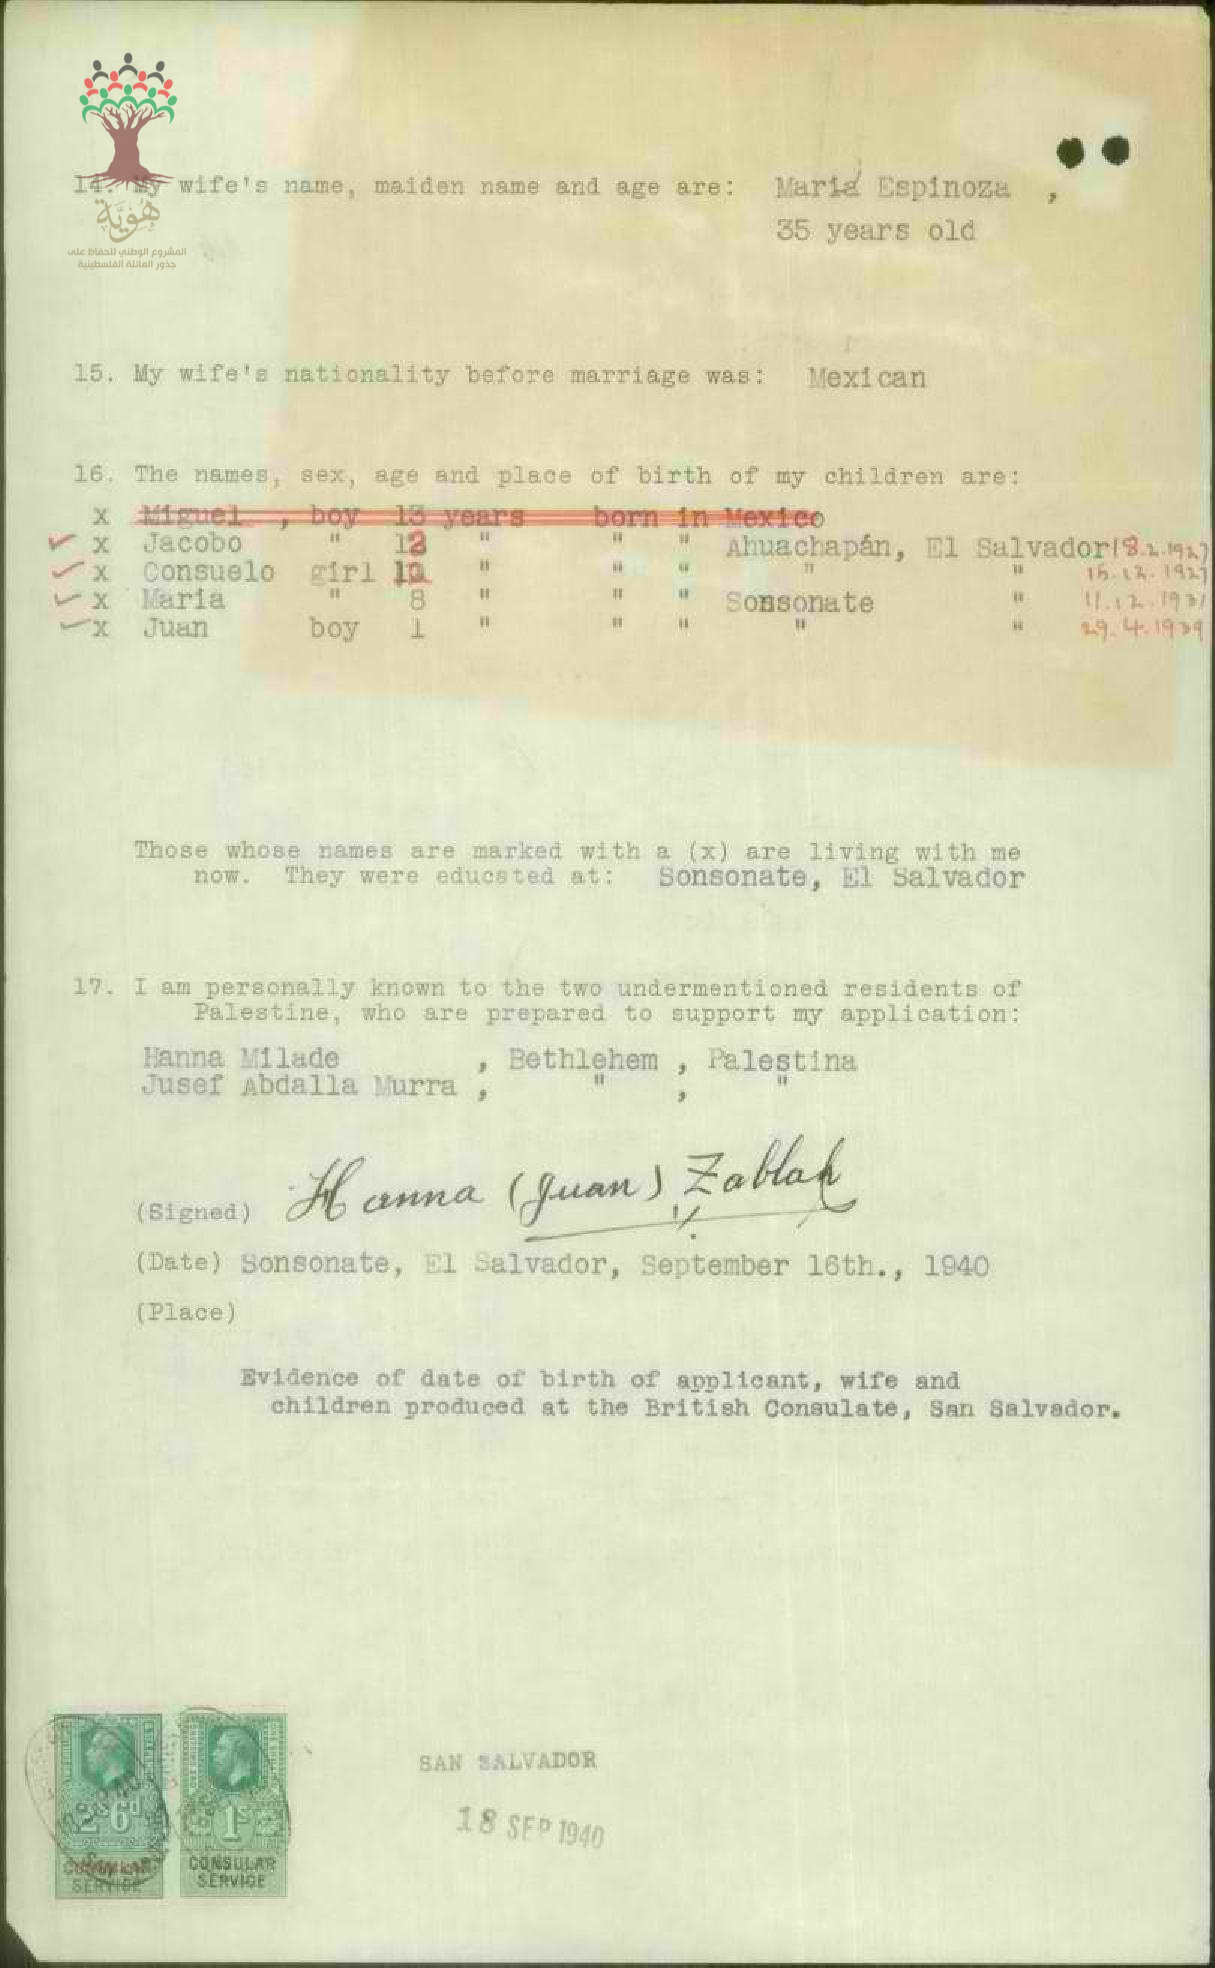 هوية
المشروع الوطني للحفاظ على
جذور العائلة الفلسطينية
14. My wife's name, maiden name and age are: Maria Espinoza ,
35 years old
15. My wife's nationality before marriage was: Mexican
16. The names, sex, age and place of birth of my children are:
x Miguel , boy 13 years born in Mexico
x Jacobo " 13 " " " Ahuachapán, El Salvador 18.2.1927
x Consuelo girl " " " " " 15.12.1927
x Maria " 8 " " " Sonsonate " 11.12.1931
x Juan boy 1 " " " " " 29.4.1939
Those whose names are marked with a (x) are living with me
now. They were educated at: Sonsonate, El Salvador
17. I am personally known to the two undermentioned residents of
Palestine, who are prepared to support my application:
Hanna Milade , Bethlehem , Palestina
Jusef Abdalla Murra , " , "
(Signed) Hanna (Juan) Zablah
(Date) Sonsonate, El Salvador, September 16th., 1940
(Place)
Evidence of date of birth of applicant, wife and
children produced at the British Consulate, San Salvador.
SAN SALVADOR
18 SEP 1940
2s 6d
CONSULAR
SERVICE
1s
CONSULAR
SERVICE